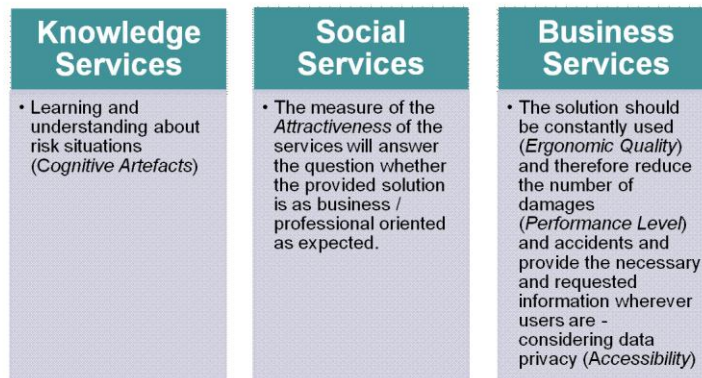 Knowledge
Services
• Learning and
understanding about
risk situations
(Cognitive Artefacts)
Social
Services
• The measure of the
Attractiveness of the
services will answer
the question whether
the provided solution
is as business /
professional oriented
as expected.
Business
Services
• The solution should
be constantly used
(Ergonomic Quality)
and therefore reduce
the number of
damages
(Performance Level)
and accidents and
provide the necessary
and requested
information wherever
users are -
considering data
privacy (Accessibility)